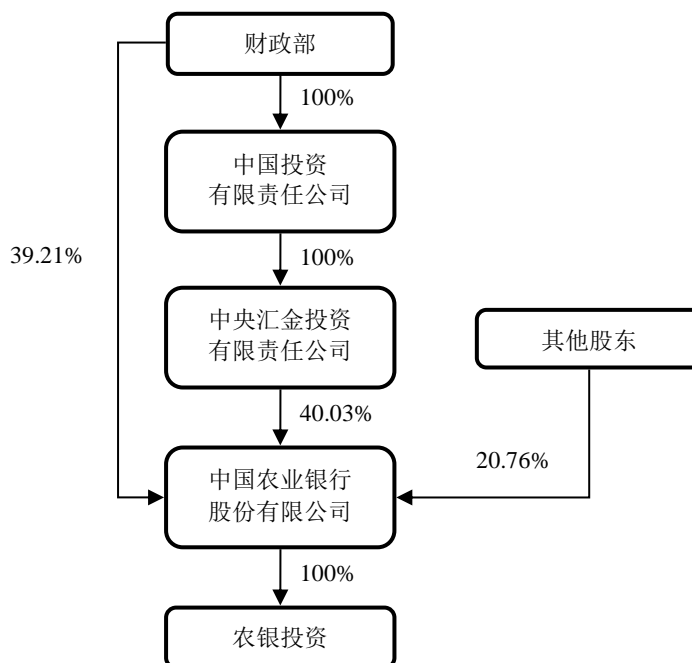 财政部
100%
中国投资
有限责任公司
39.21%
100%
中央汇金投资
有限责任公司
其他股东
40.03%
20.76%
中国农业银行
股份有限公司
100%
农银投资